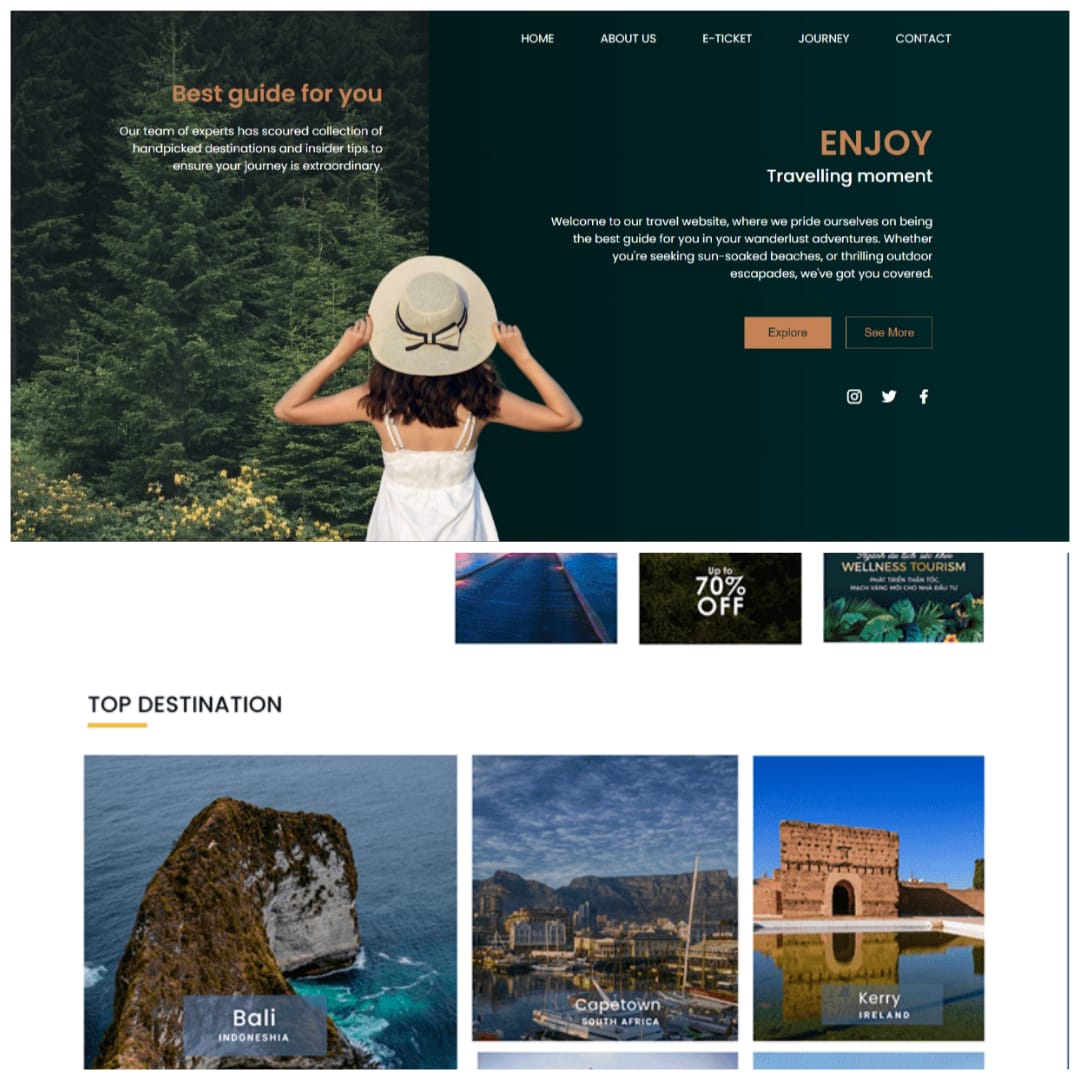 HOME ABOUT US E-TICKET JOURNEY CONTACT
Best guide for you
Our team of experts has scoured collection of
handpicked destinations and insider tips to
ensure your journey is extraordinary.
ENJOY
Travelling moment
Welcome to our travel website, where we pride ourselves on being
the best guide for you in your wanderlust adventures. Whether
you're seeking sun-soaked beaches, or thrilling outdoor
escapades, we've got you covered.
Explore See More
Up to
70%
OFF
Ngành du lịch sức khỏe
WELLNESS TOURISM
PHÁT TRIỂN THẦN TỐC,
MẠCH VÀNG MỚI CHO NHÀ ĐẦU TƯ
TOP DESTINATION
Bali
INDONESHIA
Capetown
SOUTH AFRICA
Kerry
IRELAND